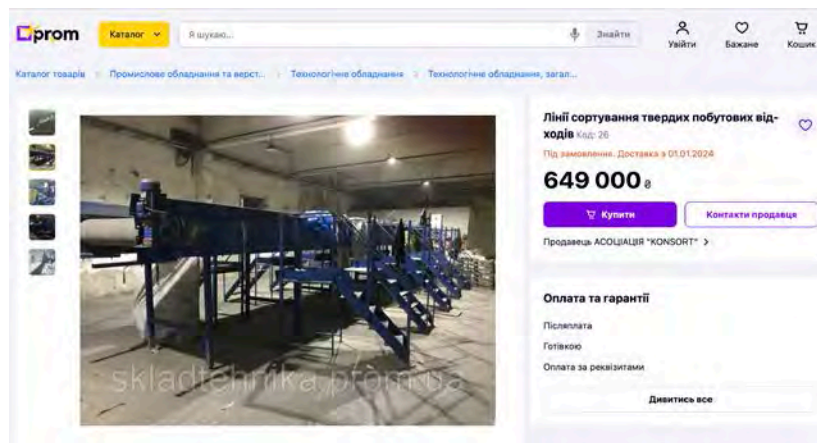 prom
Каталог
Я шукаю...
Знайти
Увійти
Бажане
Кошик
Каталог товарів
Промислове обладнання та верст...
Технологічне обладнання
Технологічне обладнання, загал...
Лінії сортування твердих побутових від-
ходів Код: 26
Під замовлення. Доставка з 01.01.2024
649 000 ₴
Купити
Контакти продавця
Продавець АСОЦІАЦІЯ "KONSORT"
Оплата та гарантії
Післяплата
Готівкою
Оплата за реквізитами
Дивитись все
skladtehnika.prom.ua